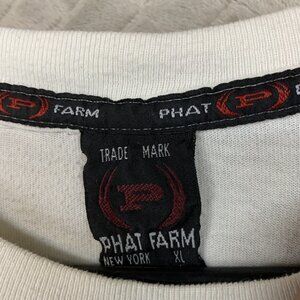 P FARM PHAT P
TRADE MARK
P
PHAT FARM
NEW YORK XL